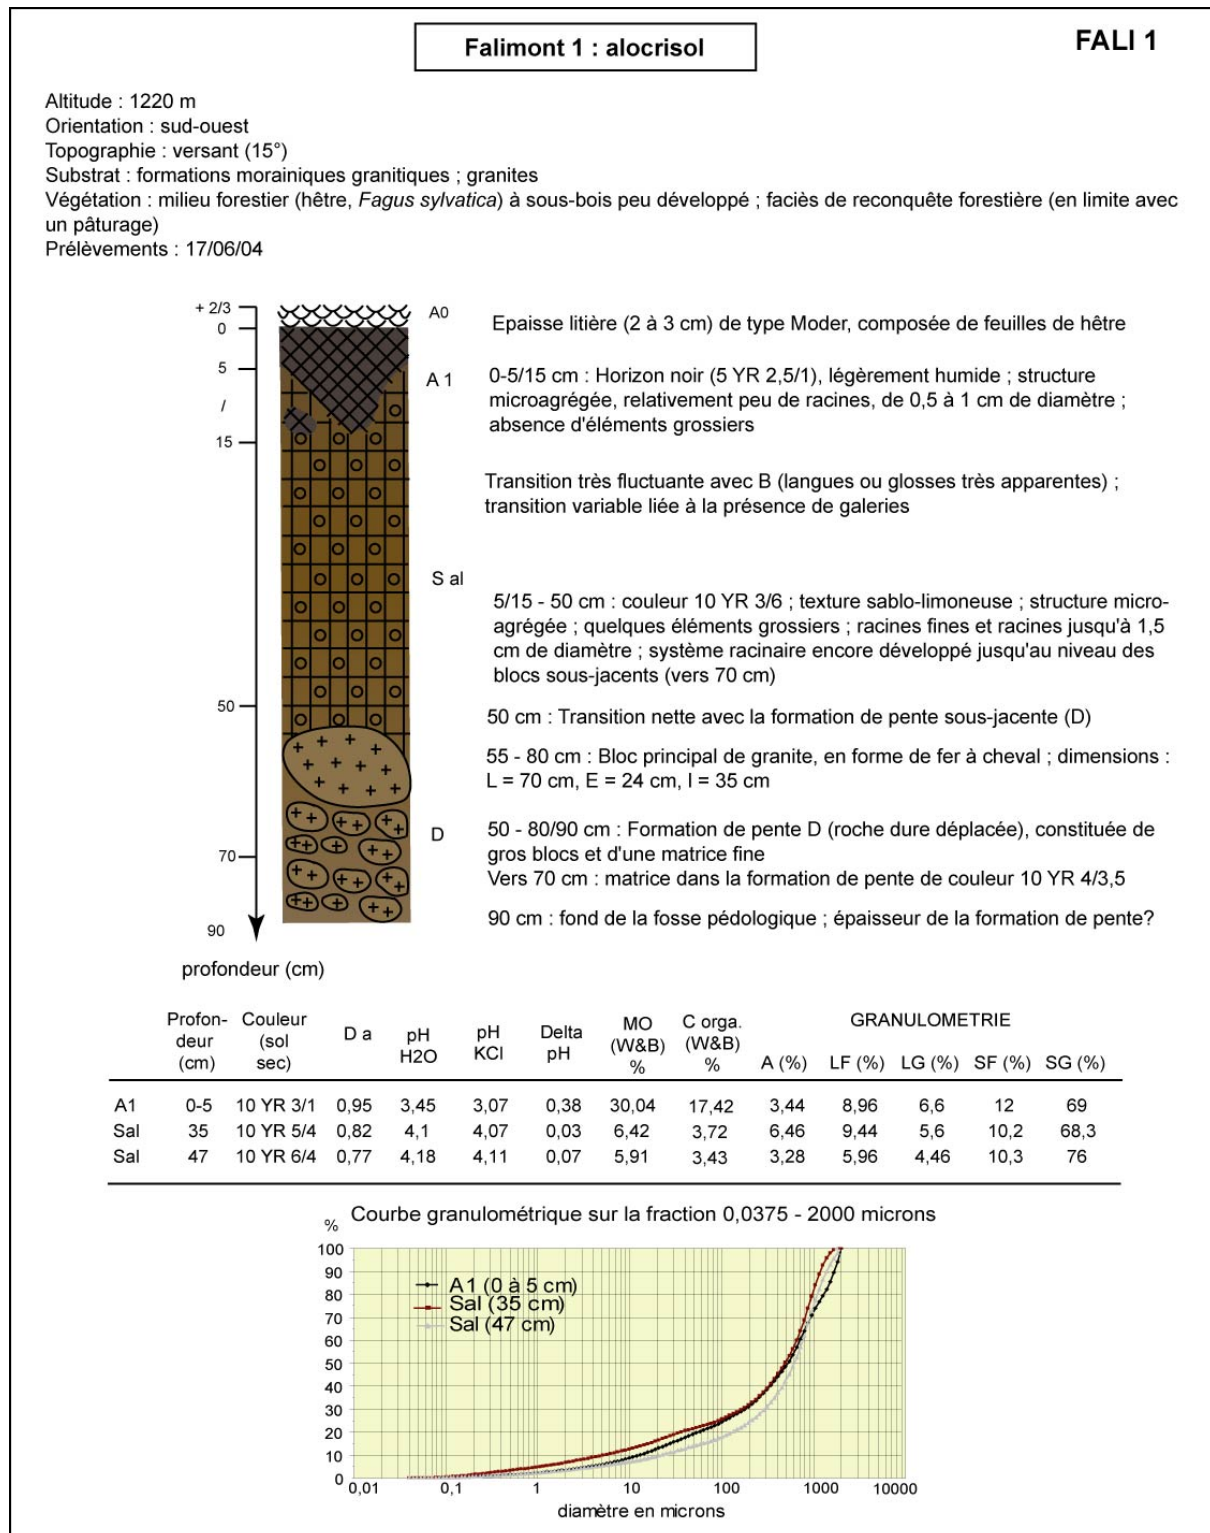 Falimont 1 : alocrisol
FALI 1
Altitude : 1220 m
Orientation : sud-ouest
Topographie : versant (15°)
Substrat : formations morainiques granitiques ; granites
Végétation : milieu forestier (hêtre, Fagus sylvatica) à sous-bois peu développé ; faciès de reconquête forestière (en limite avec
un pâturage)
Prélèvements : 17/06/04
+ 2/3
0
5
/
15
50
70
90
profondeur (cm)
A0
A 1
S al
D
Epaisse litière (2 à 3 cm) de type Moder, composée de feuilles de hêtre
0-5/15 cm : Horizon noir (5 YR 2,5/1), légèrement humide ; structure
microagrégée, relativement peu de racines, de 0,5 à 1 cm de diamètre ;
absence d'éléments grossiers
Transition très fluctuante avec B (langues ou glosses très apparentes) ;
transition variable liée à la présence de galeries
5/15 - 50 cm : couleur 10 YR 3/6 ; texture sablo-limoneuse ; structure micro-
agrégée ; quelques éléments grossiers ; racines fines et racines jusqu'à 1,5
cm de diamètre ; système racinaire encore développé jusqu'au niveau des
blocs sous-jacents (vers 70 cm)
50 cm : Transition nette avec la formation de pente sous-jacente (D)
55 - 80 cm : Bloc principal de granite, en forme de fer à cheval ; dimensions :
L = 70 cm, E = 24 cm, l = 35 cm
50 - 80/90 cm : Formation de pente D (roche dure déplacée), constituée de
gros blocs et d'une matrice fine
Vers 70 cm : matrice dans la formation de pente de couleur 10 YR 4/3,5
90 cm : fond de la fosse pédologique ; épaisseur de la formation de pente?
Profon-
deur
(cm)
Couleur
(sol
sec)
D a
pH
H2O
pH
KCl
Delta
pH
MO
(W&B)
%
C orga.
(W&B)
%
GRANULOMETRIE
A (%) LF (%) LG (%) SF (%) SG (%)
A1 0-5 10 YR 3/1 0,95 3,45 3,07 0,38 30,04 17,42 3,44 8,96 6,6 12 69
Sal 35 10 YR 5/4 0,82 4,1 4,07 0,03 6,42 3,72 6,46 9,44 5,6 10,2 68,3
Sal 47 10 YR 6/4 0,77 4,18 4,11 0,07 5,91 3,43 3,28 5,96 4,46 10,3 76
Courbe granulométrique sur la fraction 0,0375 - 2000 microns
%
100
90
80
70
60
50
40
30
20
10
0
A1 (0 à 5 cm)
Sal (35 cm)
Sal (47 cm)
0,01 0,1 1 10 100 1000 10000
diamètre en microns